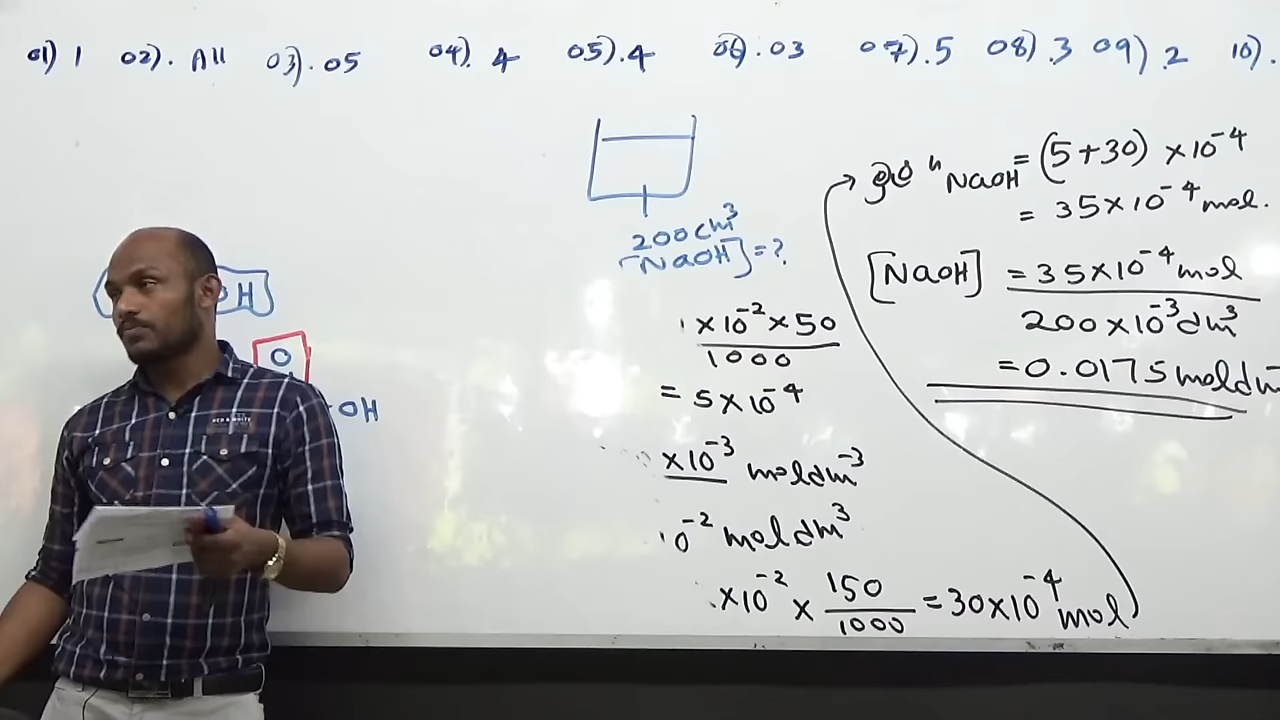 01) 1 02). All 03). 05 04). 4 05). 4 06). 03 07). 5 08) .3 09) .2 10) .
200cm³
[NaOH] = ?
1×10⁻² × 50
1000
= 5×10⁻⁴
×10⁻³ moldm⁻³
10⁻² moldm³
×10⁻² × 150 = 30×10⁻⁴ mol
1000
n NaOH = (5+30) ×10⁻⁴
= 35×10⁻⁴ mol.
[NaOH] = 35×10⁻⁴ mol
200×10⁻³ dm³
= 0.0175 moldm⁻
OH
O
OH